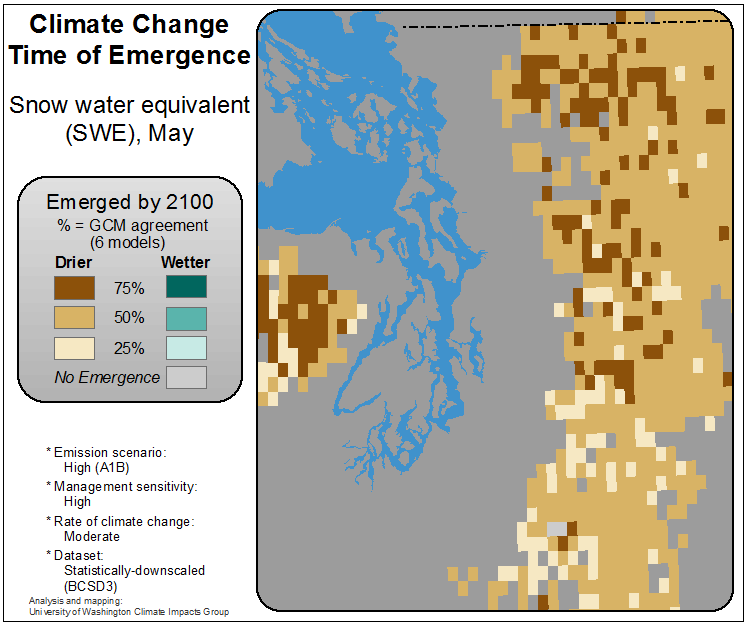 Climate Change
Time of Emergence
Snow water equivalent
(SWE), May
Emerged by 2100
% = GCM agreement
(6 models)
Drier Wetter
75%
50%
25%
No Emergence
* Emission scenario:
High (A1B)
* Management sensitivity:
High
* Rate of climate change:
Moderate
* Dataset:
Statistically-downscaled
(BCSD3)
Analysis and mapping:
University of Washington Climate Impacts Group